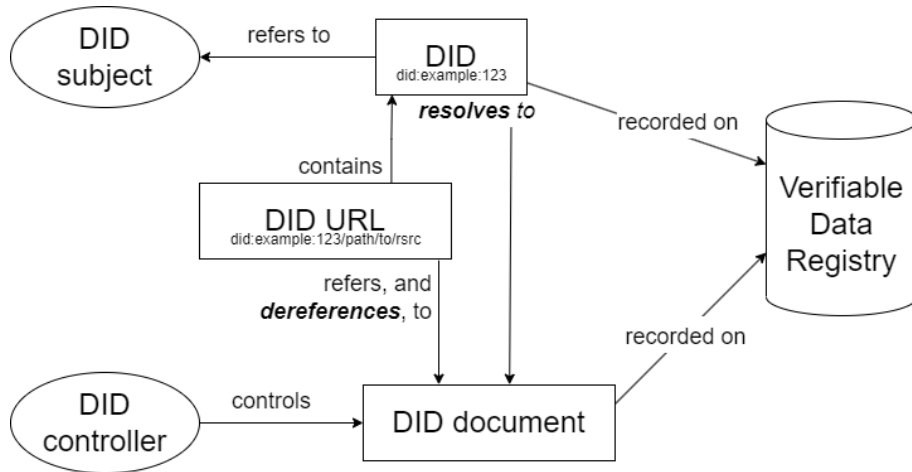 DID
subject
refers to
DID
did:example:123
resolves to
recorded on
contains
Verifiable
Data
Registry
DID URL
did:example:123/path/to/rsrc
refers, and
dereferences, to
recorded on
DID
controller
controls
DID document